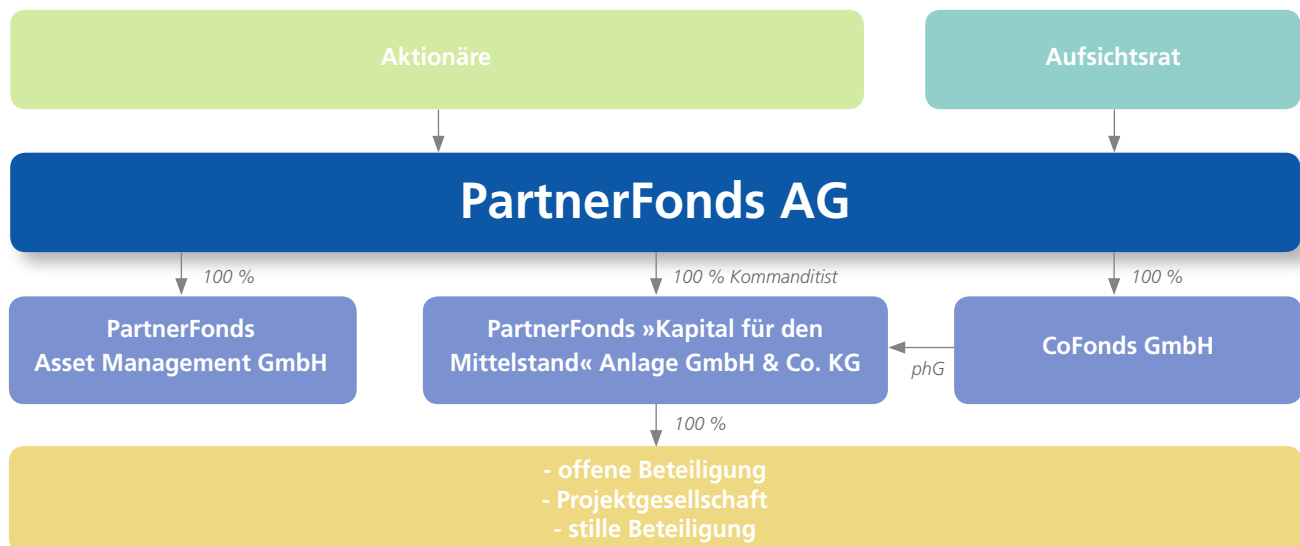 Aktionäre
Aufsichtsrat
PartnerFonds AG
100 %
100 % Kommanditist
100 %
PartnerFonds
Asset Management GmbH
PartnerFonds »Kapital für den
Mittelstand« Anlage GmbH & Co. KG
phG
CoFonds GmbH
100 %
- offene Beteiligung
- Projektgesellschaft
- stille Beteiligung